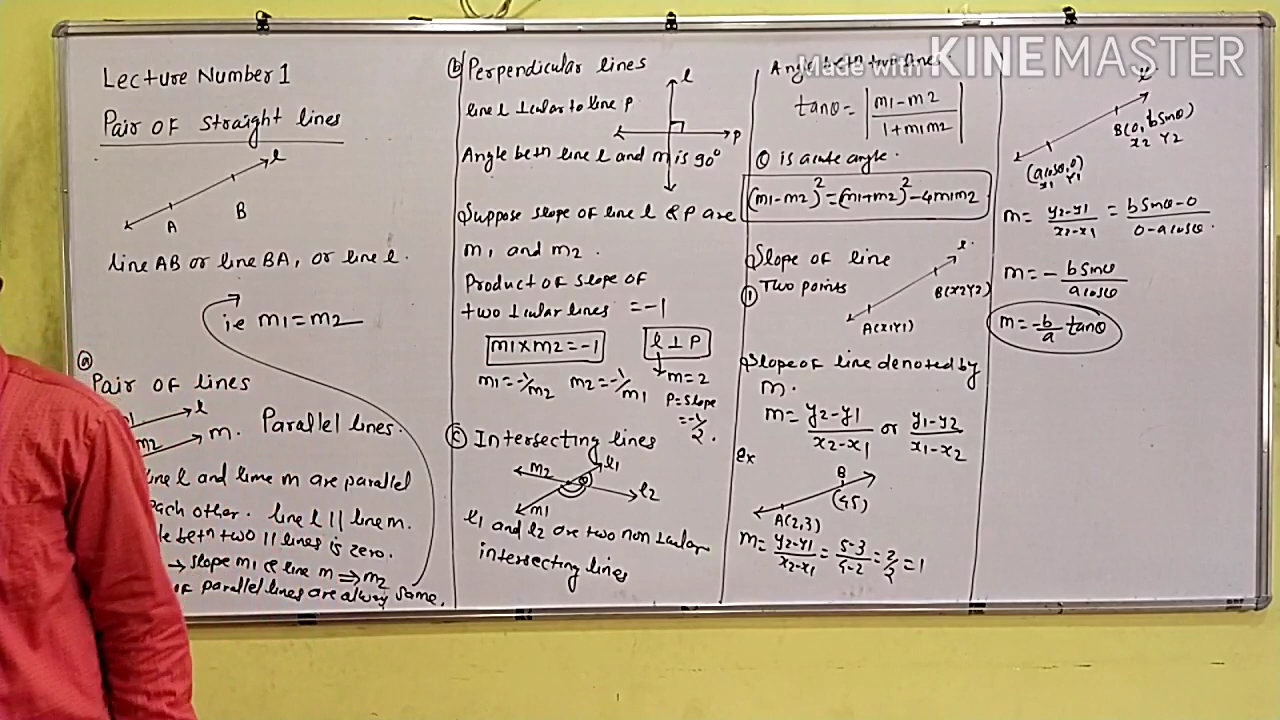 Lecture Number 1
Pair of straight lines
l
A
B
line AB or line BA, or line l.
ie m1 = m2
(a)
Pair of lines
l
m2
m.
Parallel lines.
line l and line m are parallel
each other. line l || line m.
betn two || lines is zero.
→ slope m1 & line m ⇒ m2
of parallel lines are alway same.
(b) Perpendicular lines
line l ⊥cular to line P
l
P
Angle betn line l and m is 90°
Suppose slope of line l & P are
m1 and m2.
Product of slope of
two ⊥cular lines = -1
m1 x m2 = -1
l ⊥ P
m1 = -1/m2 m2 = -1/m1
m = 2
P = slope
= -1/2.
(c) Intersecting lines
m2
l1
θ
l2
m1
l1 and l2 are two non ⊥cular
intersecting lines
Angle betn two lines
tanθ = |m1 - m2 / 1 + m1m2|
θ is acute angle.
(m1 - m2)² = (m1 + m2)² - 4m1m2
Slope of line
(1) Two points
l.
B(x2 y2)
A(x1 y1)
Slope of line denoted by
m.
m = y2 - y1 / x2 - x1 or y1 - y2 / x1 - x2
ex
B
(4 5)
A(2,3)
m = y2 - y1 / x2 - x1 = 5-3 / 4-2 = 2/2 = 1
Made with KINEMASTER
l.
B(0, b sinθ)
x2 y2
(a cosθ, 0)
x1 y1
m = y2 - y1 / x2 - x1 = b sinθ - 0 / 0 - a cosθ.
m = - b sinθ / a cosθ
m = -b/a tanθ